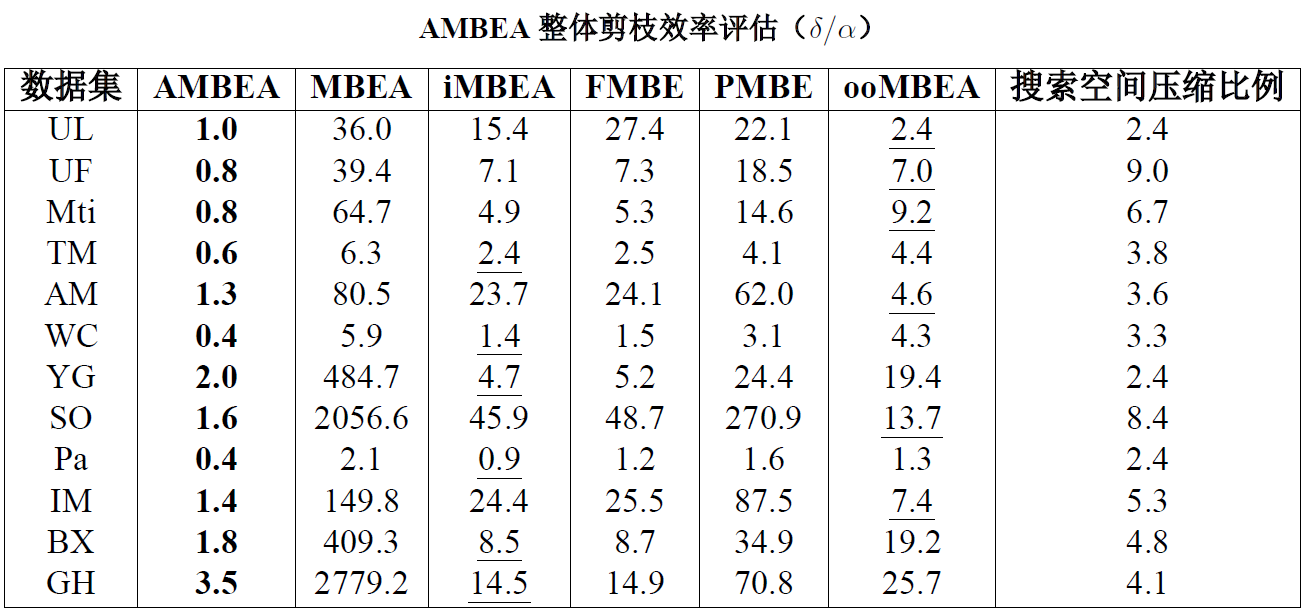 AMBEA 整体剪枝效率评估（δ/α）
数据集 AMBEA MBEA iMBEA FMBE PMBE ooMBEA 搜索空间压缩比例
UL 1.0 36.0 15.4 27.4 22.1 2.4 2.4
UF 0.8 39.4 7.1 7.3 18.5 7.0 9.0
Mti 0.8 64.7 4.9 5.3 14.6 9.2 6.7
TM 0.6 6.3 2.4 2.5 4.1 4.4 3.8
AM 1.3 80.5 23.7 24.1 62.0 4.6 3.6
WC 0.4 5.9 1.4 1.5 3.1 4.3 3.3
YG 2.0 484.7 4.7 5.2 24.4 19.4 2.4
SO 1.6 2056.6 45.9 48.7 270.9 13.7 8.4
Pa 0.4 2.1 0.9 1.2 1.6 1.3 2.4
IM 1.4 149.8 24.4 25.5 87.5 7.4 5.3
BX 1.8 409.3 8.5 8.7 34.9 19.2 4.8
GH 3.5 2779.2 14.5 14.9 70.8 25.7 4.1